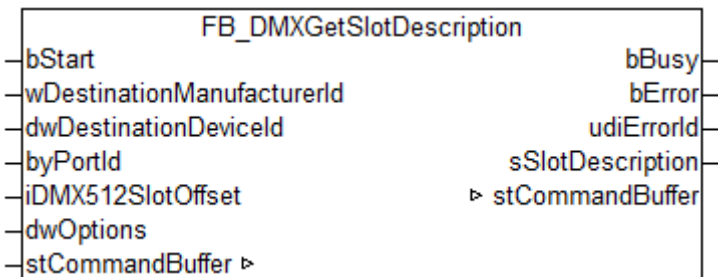 FB_DMXGetSlotDescription
bStart bBusy
wDestinationManufacturerId bError
dwDestinationDeviceId udiErrorId
byPortId sSlotDescription
iDMX512SlotOffset stCommandBuffer
dwOptions
stCommandBuffer